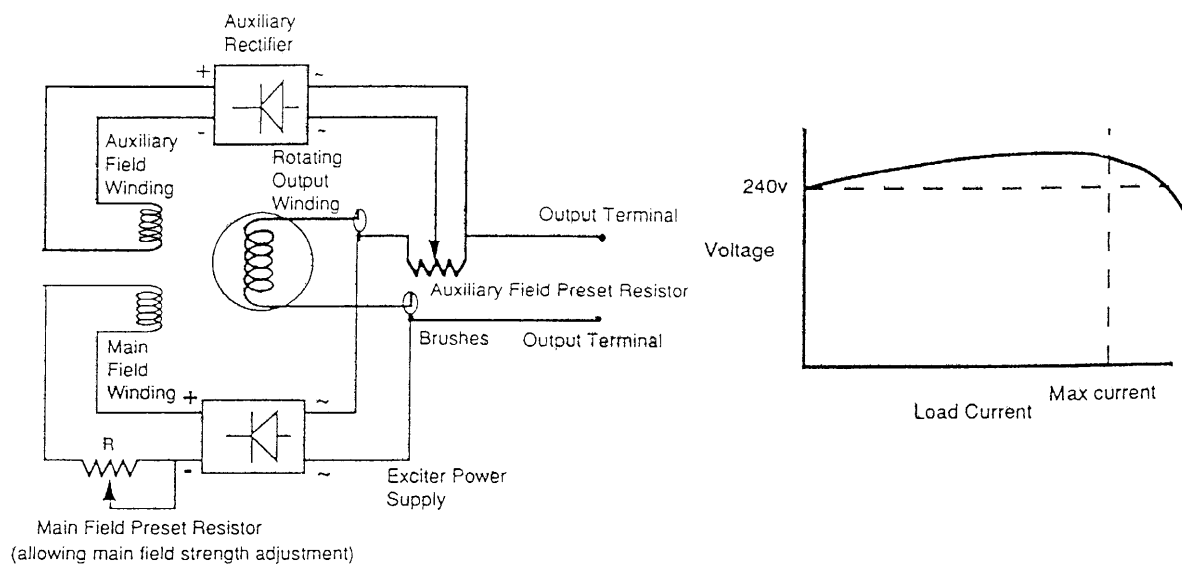 Auxiliary
Rectifier
+
~
-
~
Auxiliary
Field
Winding
Rotating
Output
Winding
Output Terminal
Auxiliary Field Preset Resistor
Brushes
Output Terminal
Main
Field
Winding
+
~
R
-
~
Exciter Power
Supply
Main Field Preset Resistor
(allowing main field strength adjustment)
240v
Voltage
Max current
Load Current